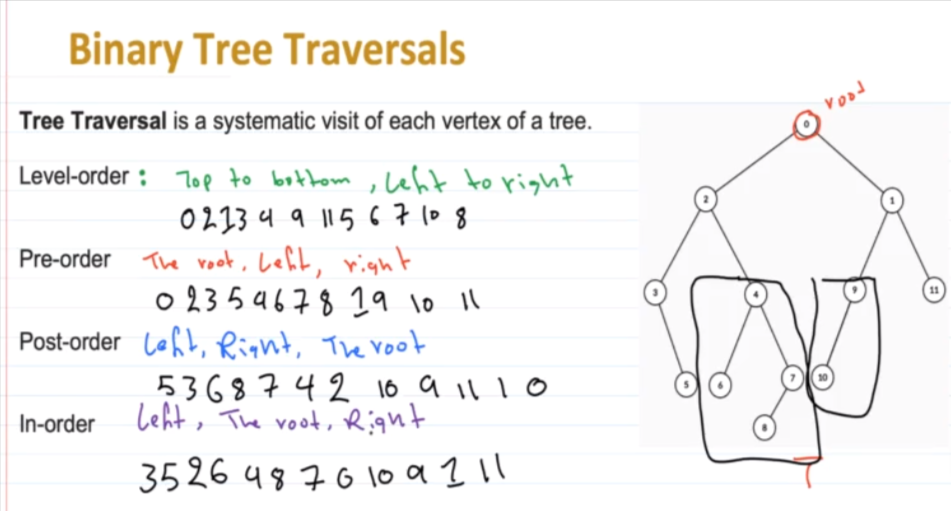 Binary Tree Traversals
Tree Traversal is a systematic visit of each vertex of a tree.
Level-order : Top to bottom , Left to right
0 2 1 3 4 9 11 5 6 7 10 8
Pre-order The root, Left, right
0 2 3 5 4 6 7 8 1 9 10 11
Post-order Left, Right, The root
5 3 6 8 7 4 2 10 9 11 1 0
In-order Left, The root, Right
3 5 2 6 4 8 7 0 10 9 1 11
root
0
2 1
3 4 9 11
5 6 7 10
8